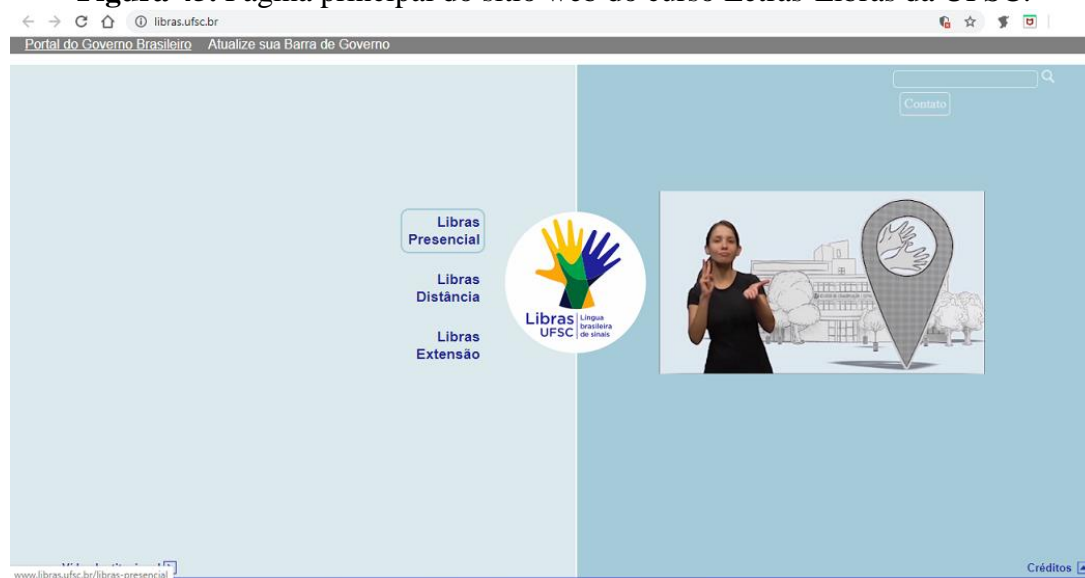 Figura 45: Página principal do sítio web do curso Letras-Libras da UFSC.
libras.ufsc.br
Portal do Governo Brasileiro Atualize sua Barra de Governo
Contato
Libras
Presencial
Libras
Distância
Libras
Extensão
Libras
UFSC
Língua
brasileira
de sinais
www.libras.ufsc.br/libras-presencial
Créditos